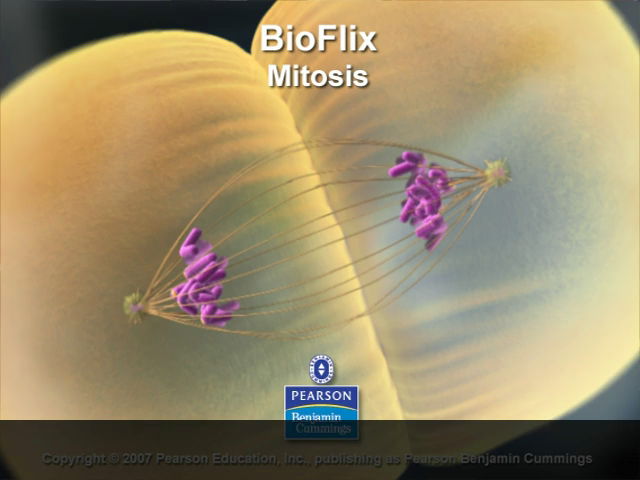 BioFlix
Mitosis
PEARSON
Benjamin
Cummings
Copyright © 2007 Pearson Education, Inc., publishing as Pearson Benjamin Cummings